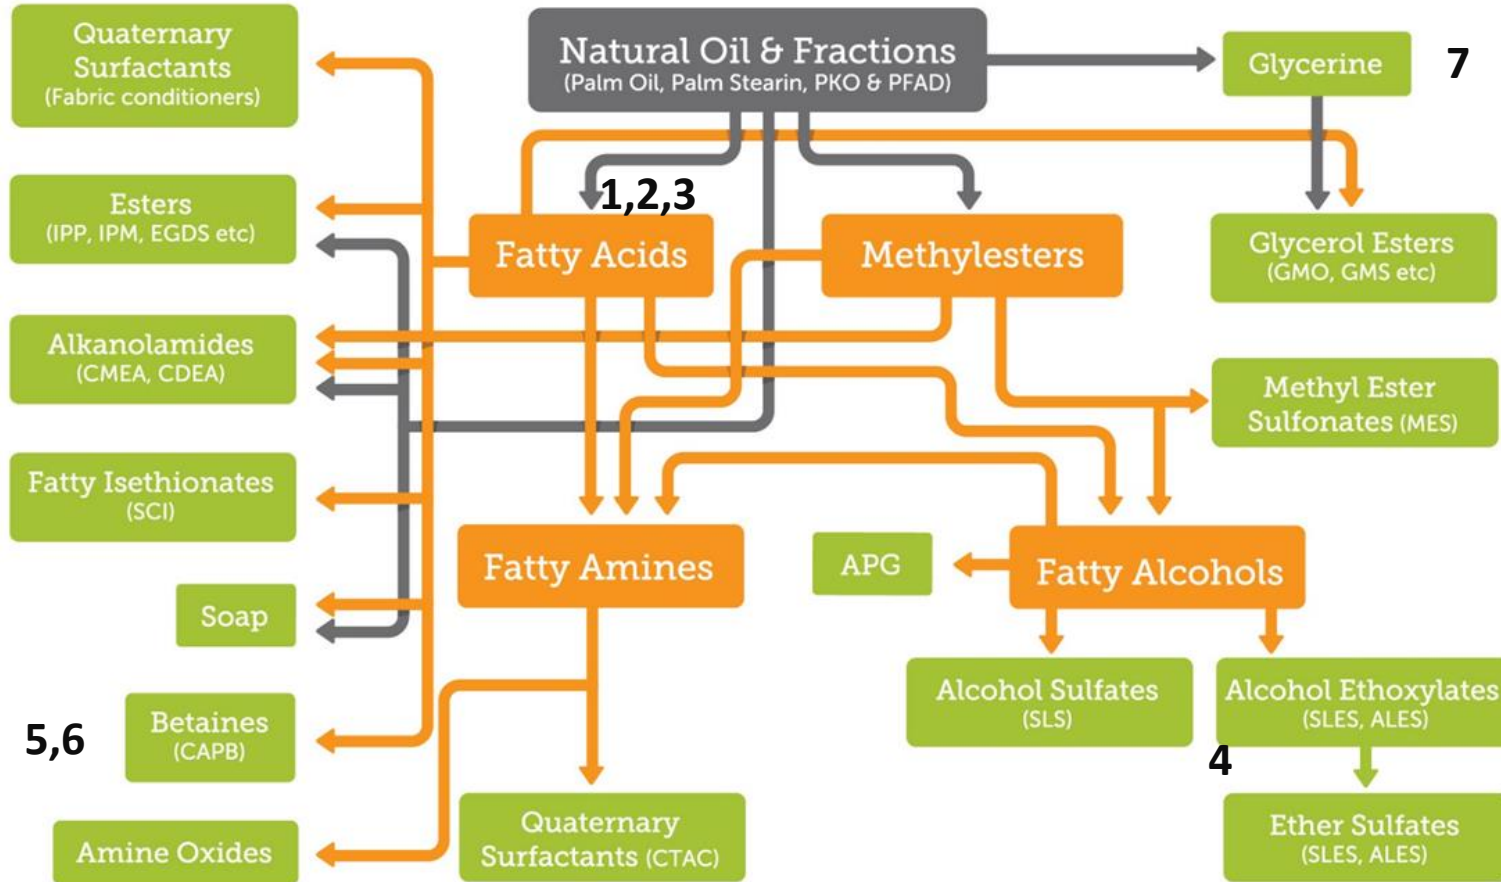 Quaternary
Surfactants
(Fabric conditioners)
Natural Oil & Fractions
(Palm Oil, Palm Stearin, PKO & PFAD)
Glycerine
7
Esters
(IPP, IPM, EGDS etc)
1,2,3
Fatty Acids
Methylesters
Glycerol Esters
(GMO, GMS etc)
Alkanolamides
(CMEA, CDEA)
Methyl Ester
Sulfonates (MES)
Fatty Isethionates
(SCI)
Fatty Amines
APG
Fatty Alcohols
Soap
5,6
Betaines
(CAPB)
Alcohol Sulfates
(SLS)
Alcohol Ethoxylates
(SLES, ALES)
4
Amine Oxides
Quaternary
Surfactants (CTAC)
Ether Sulfates
(SLES, ALES)